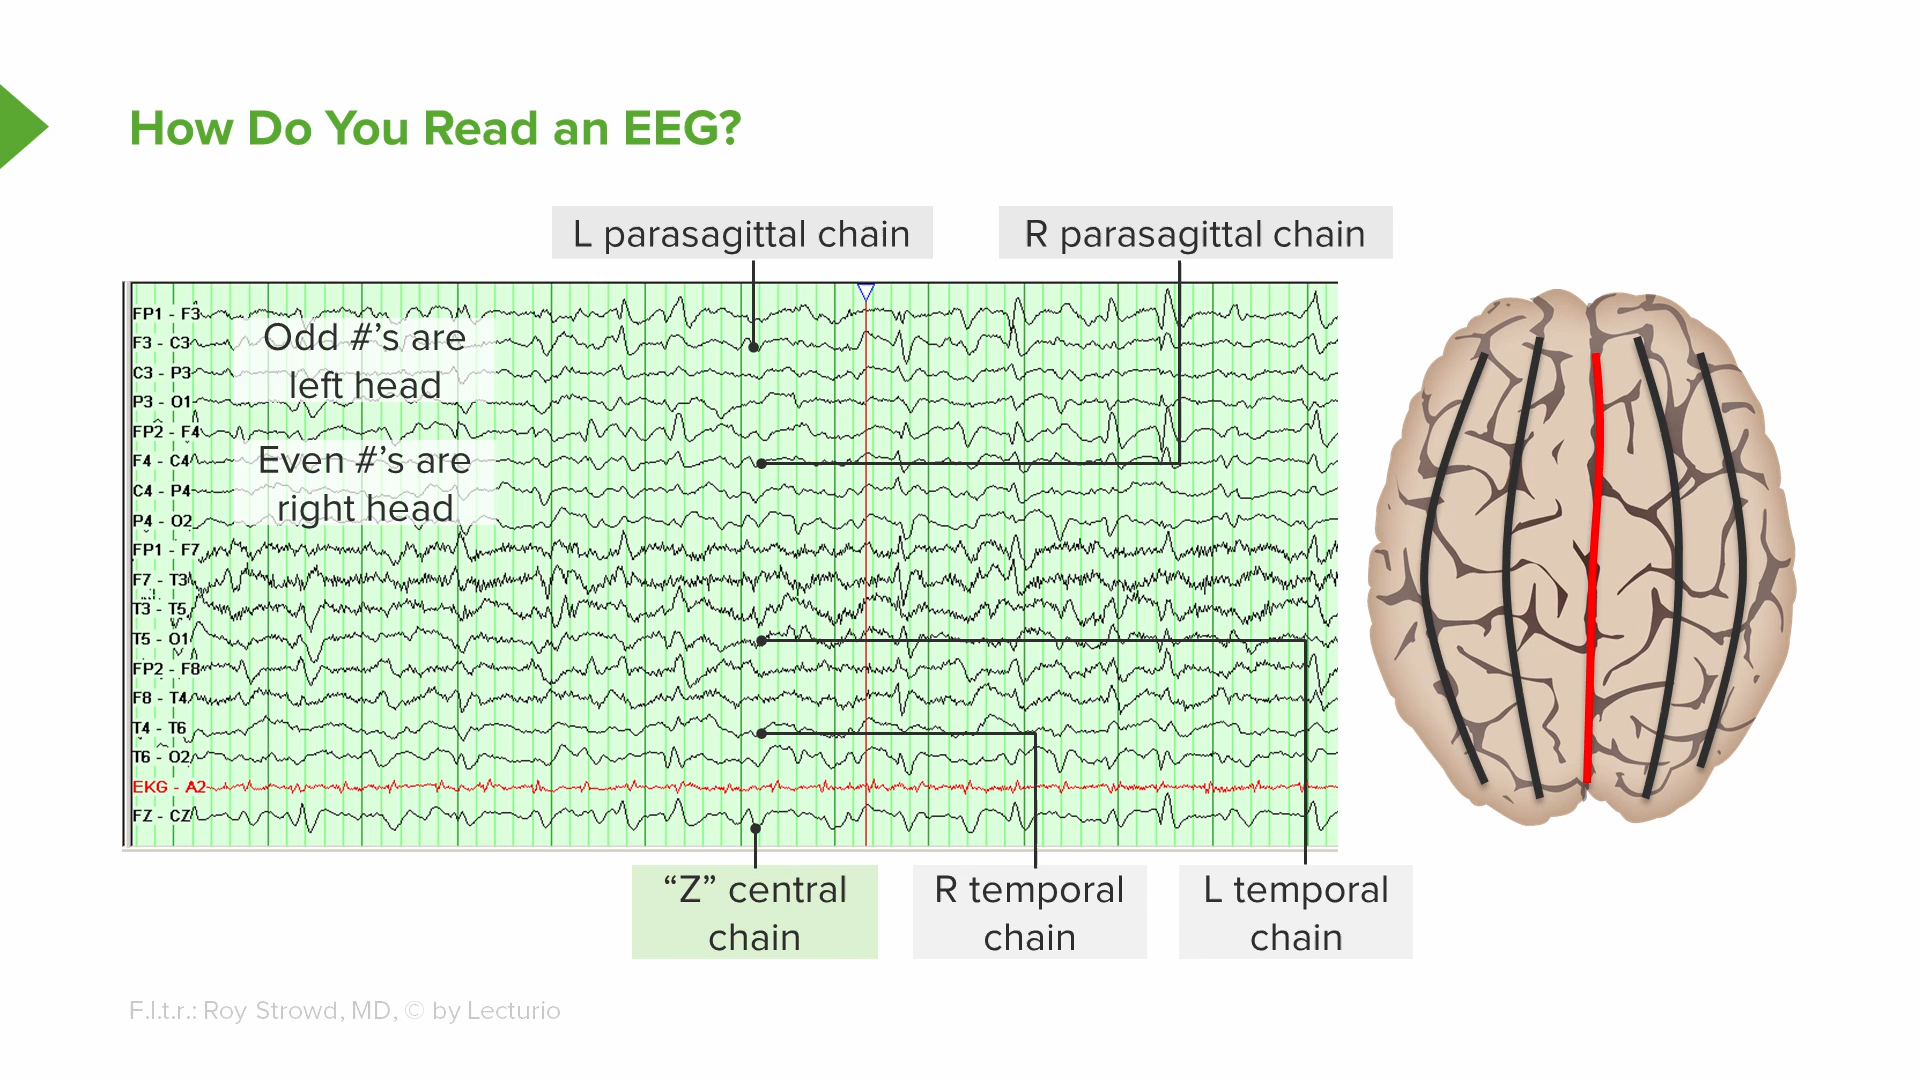 How Do You Read an EEG?
L parasagittal chain
R parasagittal chain
FP1 - F3
F3 - C3
C3 - P3
P3 - O1
FP2 - F4
F4 - C4
C4 - P4
P4 - O2
FP1 - F7
F7 - T3
T3 - T5
T5 - O1
FP2 - F8
F8 - T4
T4 - T6
T6 - O2
EKG - A2
FZ - CZ
Odd #’s are
left head
Even #’s are
right head
“Z” central
chain
R temporal
chain
L temporal
chain
F.l.t.r.: Roy Strowd, MD, © by Lecturio